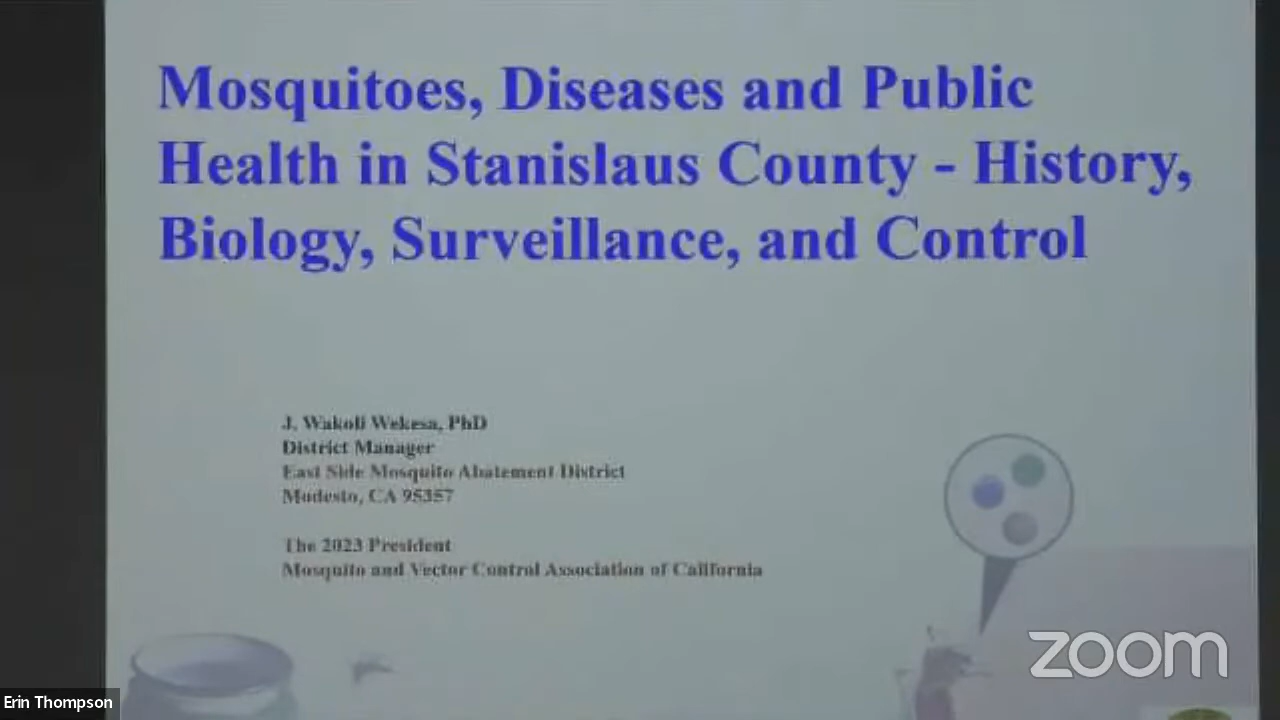 Mosquitoes, Diseases and Public
Health in Stanislaus County - History,
Biology, Surveillance, and Control
J. Wakoli Wekesa, PhD
District Manager
East Side Mosquito Abatement District
Modesto, CA 95357
The 2023 President
Mosquito and Vector Control Association of California
zoom
Erin Thompson